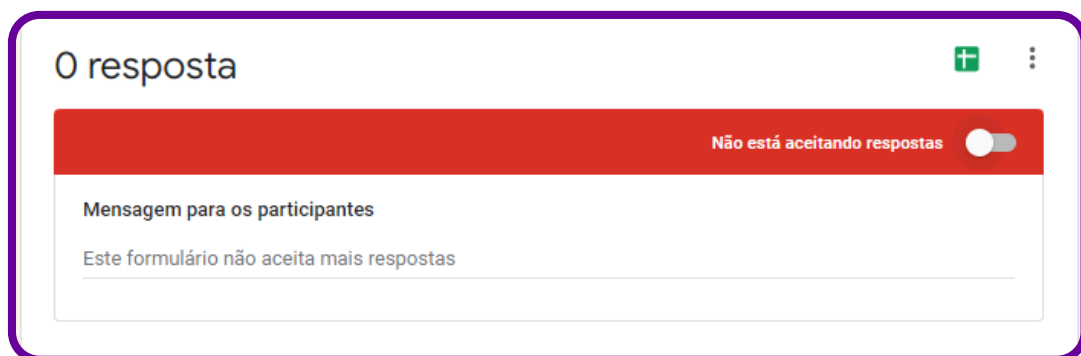 0 resposta
Não está aceitando respostas
Mensagem para os participantes
Este formulário não aceita mais respostas